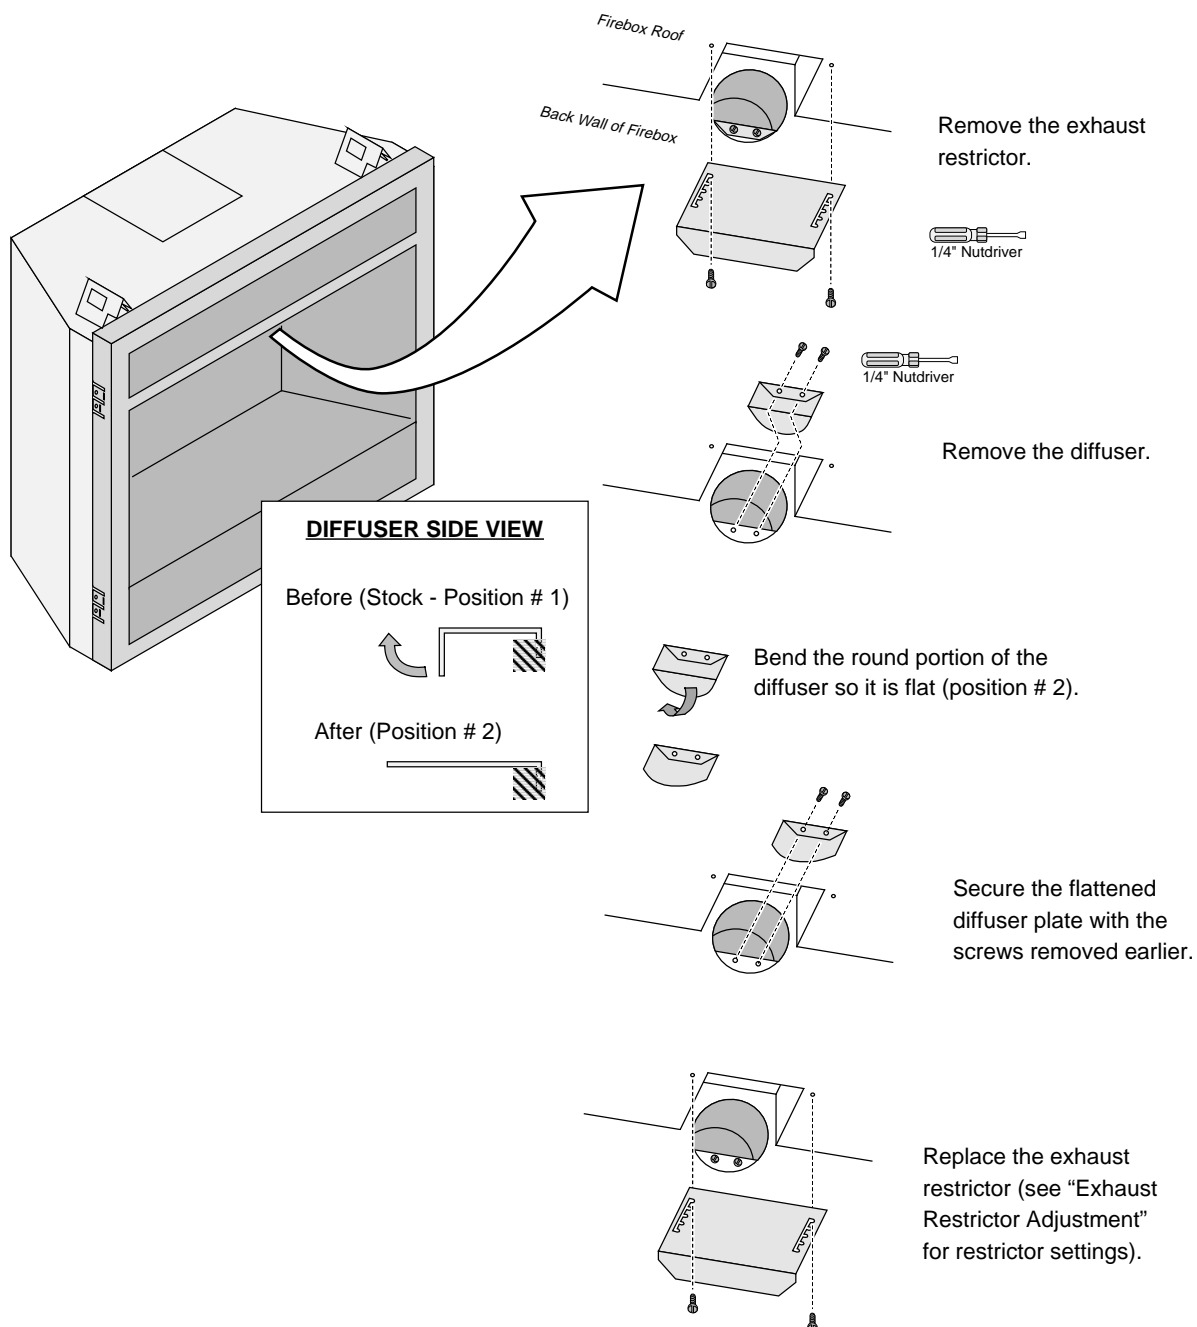 Firebox Roof
Back Wall of Firebox
Remove the exhaust
restrictor.
1/4" Nutdriver
1/4" Nutdriver
Remove the diffuser.
DIFFUSER SIDE VIEW
Before (Stock - Position # 1)
After (Position # 2)
Bend the round portion of the
diffuser so it is flat (position # 2).
Secure the flattened
diffuser plate with the
screws removed earlier.
Replace the exhaust
restrictor (see “Exhaust
Restrictor Adjustment”
for restrictor settings).